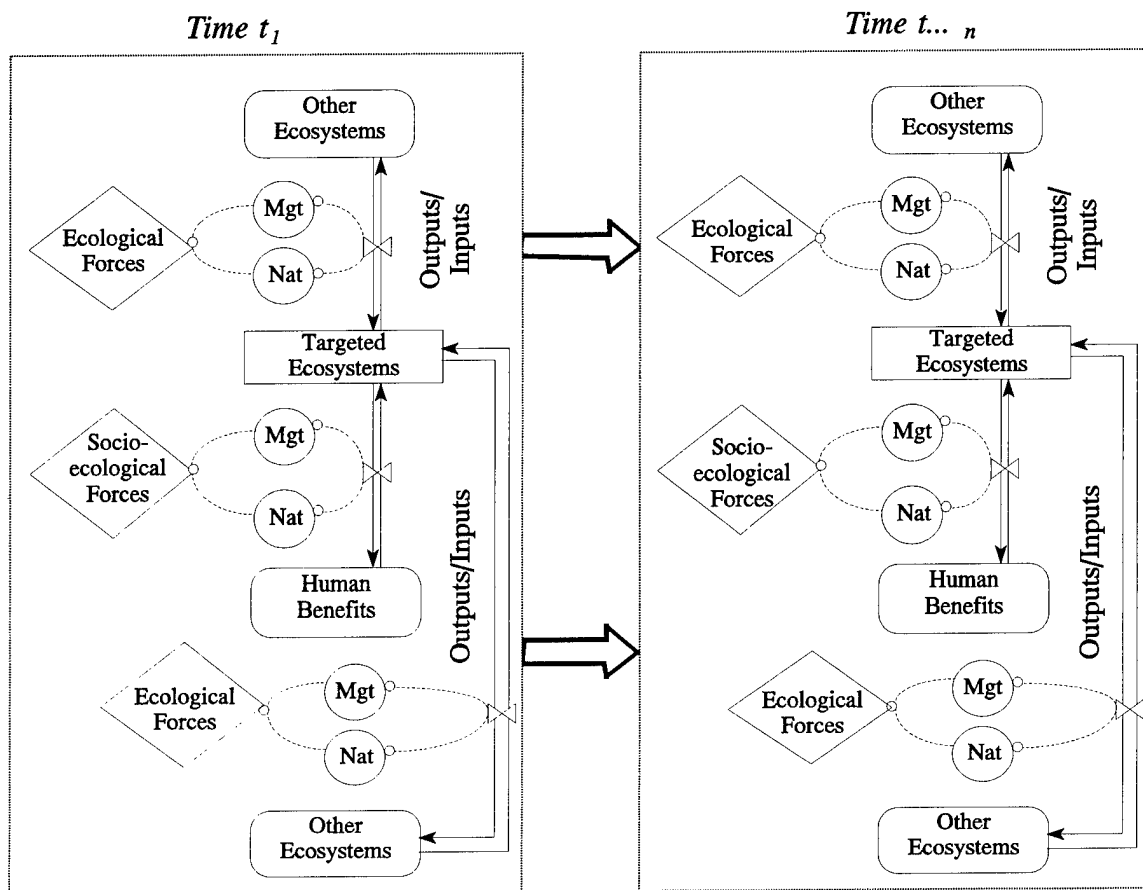 Time t1
Other
Ecosystems
Ecological
Forces
Mgt
Nat
Outputs/
Inputs
Targeted
Ecosystems
Socio-
ecological
Forces
Mgt
Nat
Outputs/Inputs
Human
Benefits
Ecological
Forces
Mgt
Nat
Other
Ecosystems
Time t... n
Other
Ecosystems
Ecological
Forces
Mgt
Nat
Outputs/
Inputs
Targeted
Ecosystems
Socio-
ecological
Forces
Mgt
Nat
Outputs/Inputs
Human
Benefits
Ecological
Forces
Mgt
Nat
Other
Ecosystems